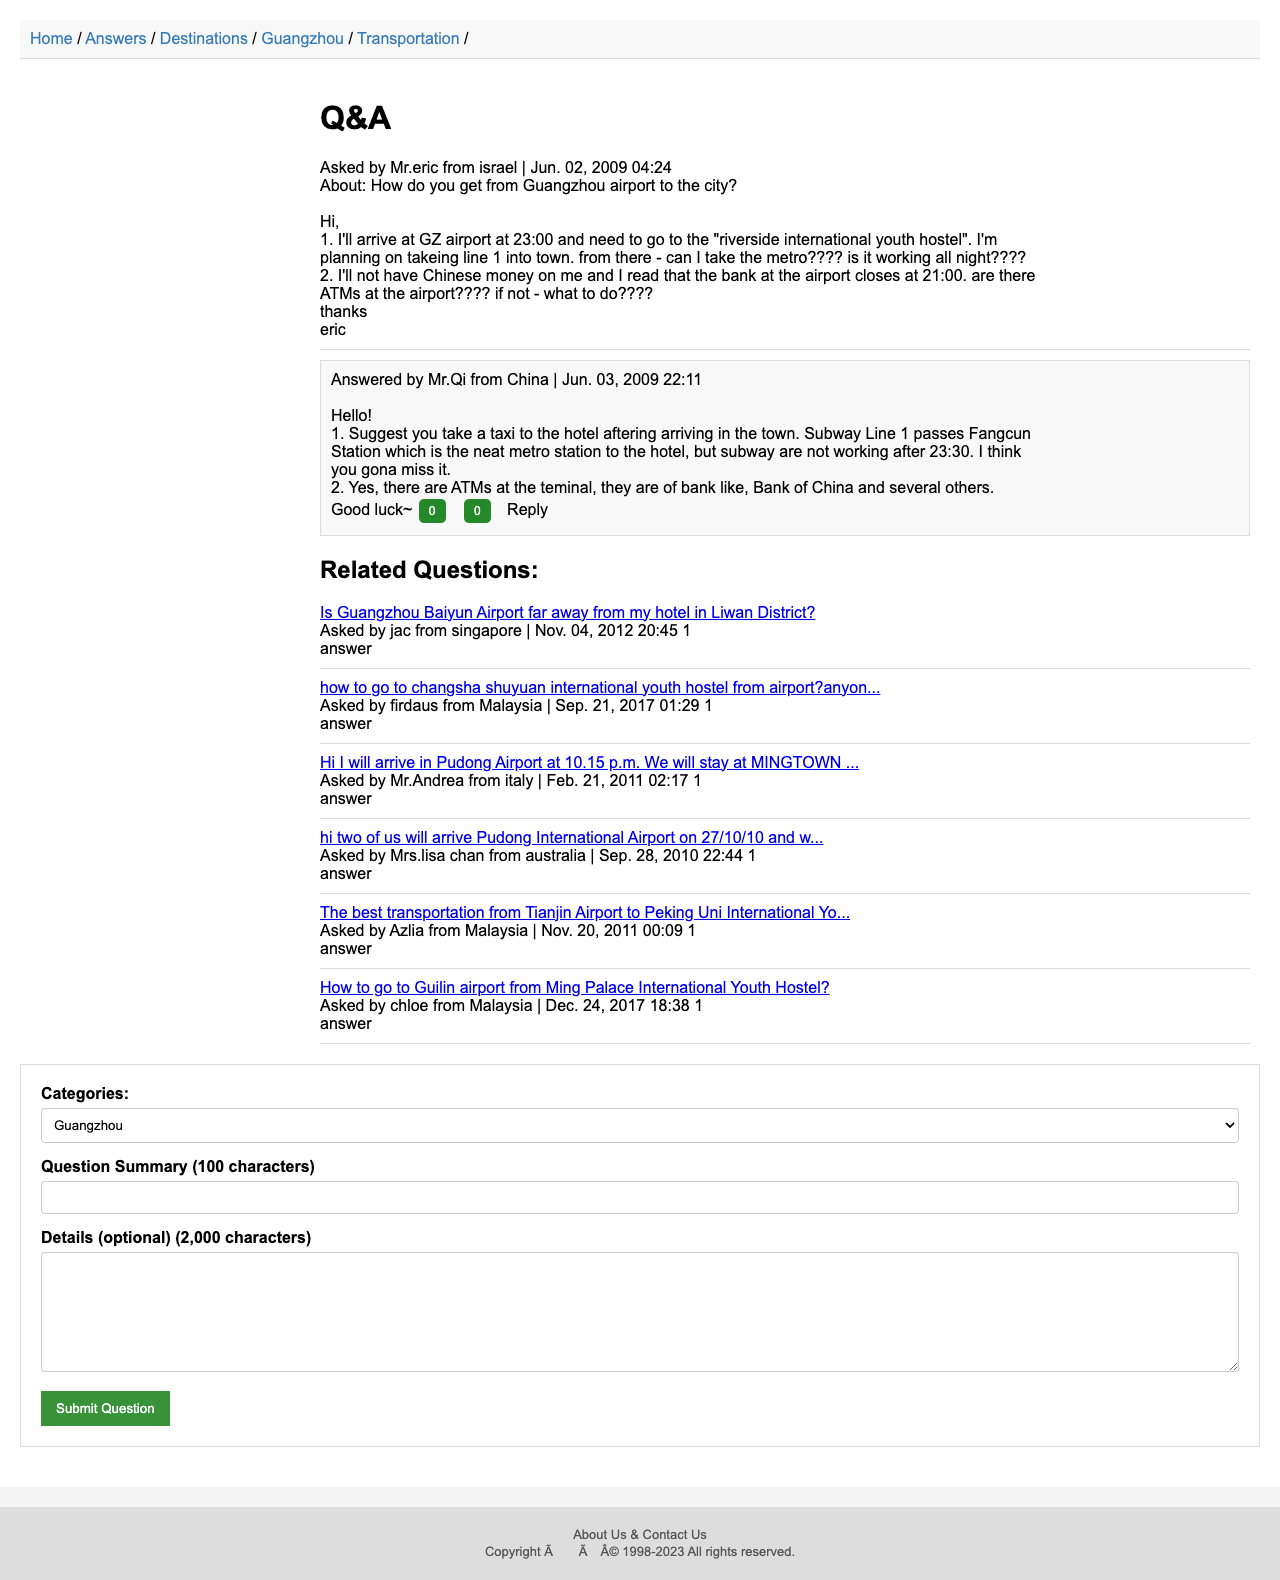 Home / Answers / Destinations / Guangzhou / Transportation /
Q&A
Asked by Mr.eric from israel | Jun. 02, 2009 04:24
About: How do you get from Guangzhou airport to the city?
Hi,
1. I'll arrive at GZ airport at 23:00 and need to go to the "riverside international youth hostel". I'm
planning on takeing line 1 into town. from there - can I take the metro???? is it working all night????
2. I'll not have Chinese money on me and I read that the bank at the airport closes at 21:00. are there
ATMs at the airport???? if not - what to do????
thanks
eric
Answered by Mr.Qi from China | Jun. 03, 2009 22:11
Hello!
1. Suggest you take a taxi to the hotel aftering arriving in the town. Subway Line 1 passes Fangcun
Station which is the neat metro station to the hotel, but subway are not working after 23:30. I think
you gona miss it.
2. Yes, there are ATMs at the teminal, they are of bank like, Bank of China and several others.
Good luck~ 0 0 Reply
Related Questions:
Is Guangzhou Baiyun Airport far away from my hotel in Liwan District?
Asked by jac from singapore | Nov. 04, 2012 20:45 1
answer
how to go to changsha shuyuan international youth hostel from airport?anyon...
Asked by firdaus from Malaysia | Sep. 21, 2017 01:29 1
answer
Hi I will arrive in Pudong Airport at 10.15 p.m. We will stay at MINGTOWN ...
Asked by Mr.Andrea from italy | Feb. 21, 2011 02:17 1
answer
hi two of us will arrive Pudong International Airport on 27/10/10 and w...
Asked by Mrs.lisa chan from australia | Sep. 28, 2010 22:44 1
answer
The best transportation from Tianjin Airport to Peking Uni International Yo...
Asked by Azlia from Malaysia | Nov. 20, 2011 00:09 1
answer
How to go to Guilin airport from Ming Palace International Youth Hostel?
Asked by chloe from Malaysia | Dec. 24, 2017 18:38 1
answer
Categories:
Guangzhou
Question Summary (100 characters)
Details (optional) (2,000 characters)
Submit Question
About Us & Contact Us
Copyright Ã Ã Â© 1998-2023 All rights reserved.